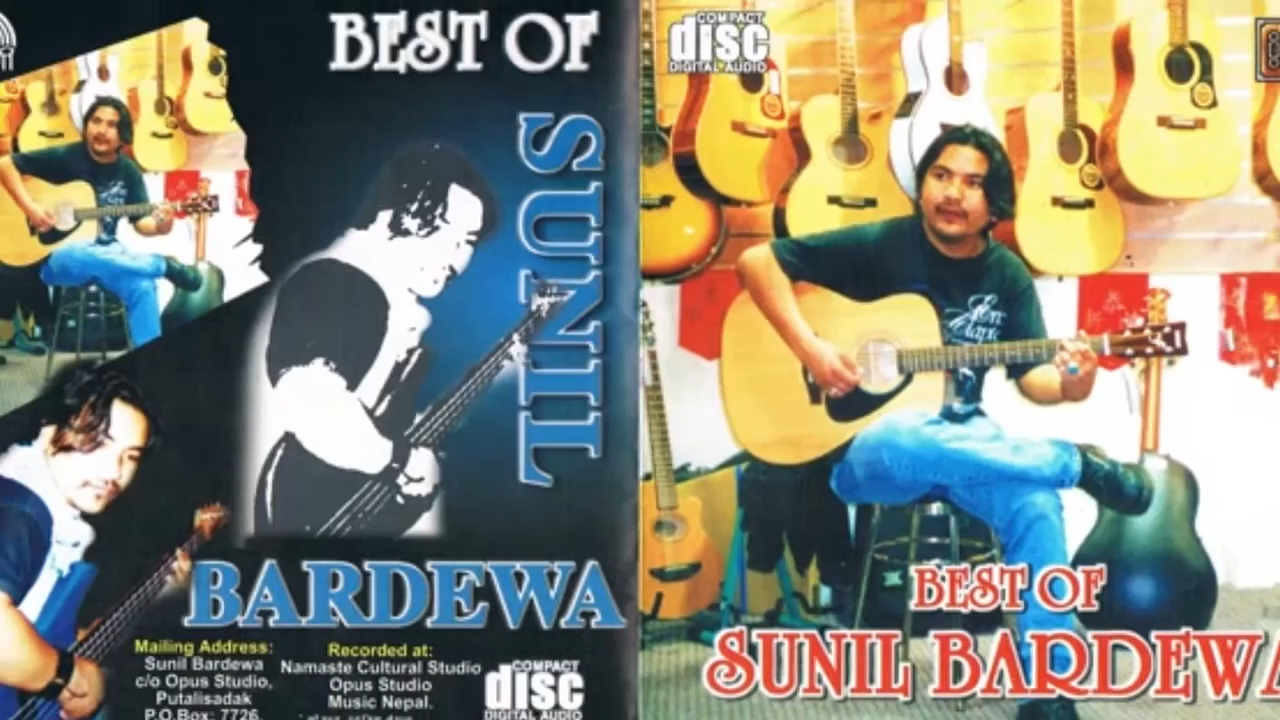 BEST OF
SUNIL
BARDEWA
Mailing Address:
Sunil Bardewa
c/o Opus Studio,
Putalisadak
P.O.Box: 7726,
Recorded at:
Namaste Cultural Studio
Opus Studio
Music Nepal.
COMPACT
disc
DIGITAL AUDIO
COMPACT
disc
DIGITAL AUDIO
BEST OF
SUNIL BARDEWA